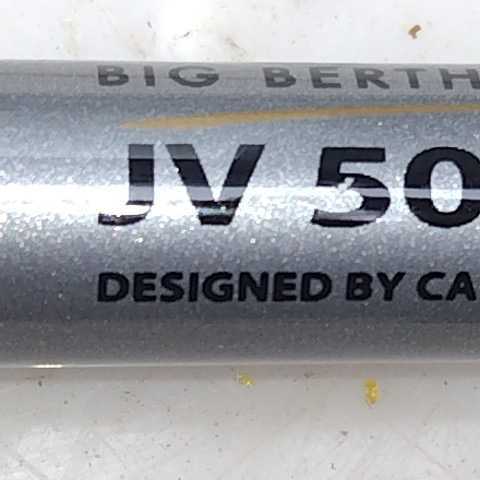 BIG BERTH
JV 50
DESIGNED BY CA